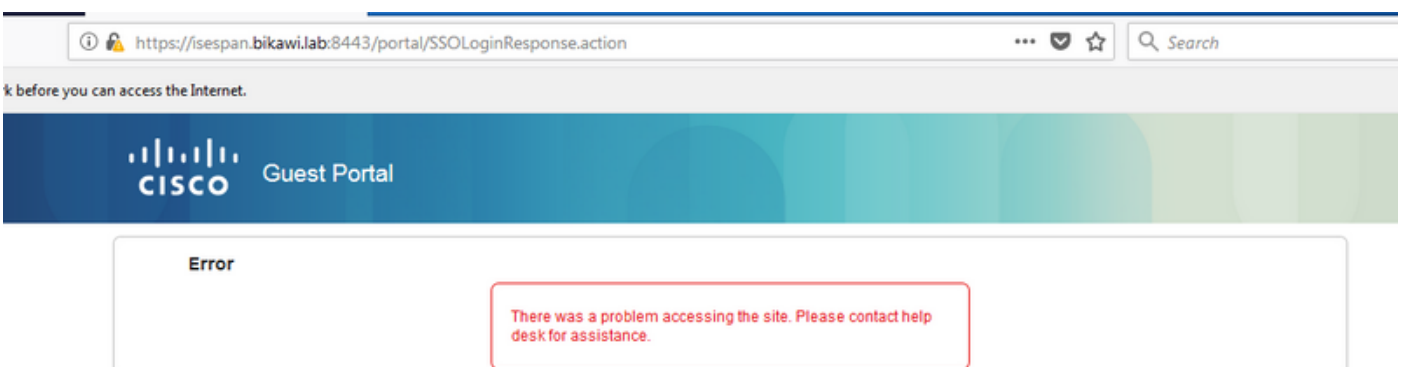 https://isespan.bikawi.lab:8443/portal/SSOLoginResponse.action
Search
k before you can access the Internet.
CISCO
Guest Portal
Error
There was a problem accessing the site. Please contact help
desk for assistance.